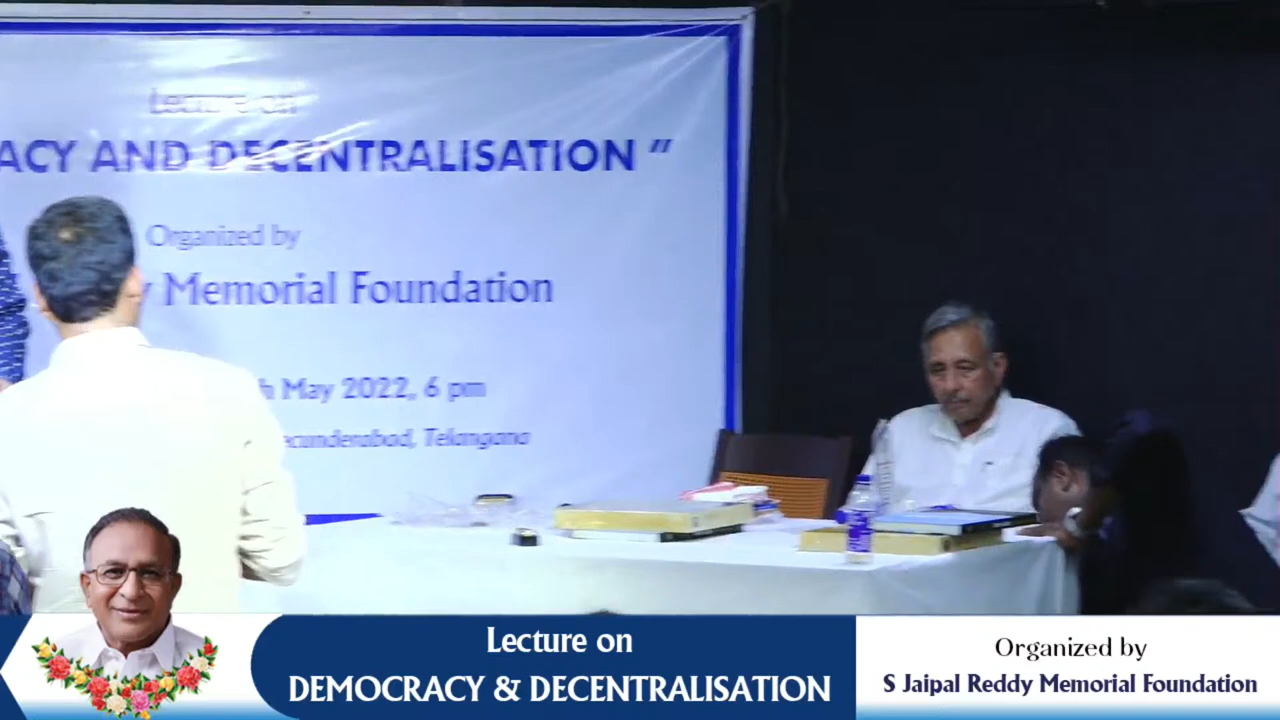 Lecture on
ACY AND DECENTRALISATION ”
Organized by
y Memorial Foundation
h May 2022, 6 pm
ecunderabad, Telangana
Lecture on
DEMOCRACY & DECENTRALISATION
Organized by
S Jaipal Reddy Memorial Foundation